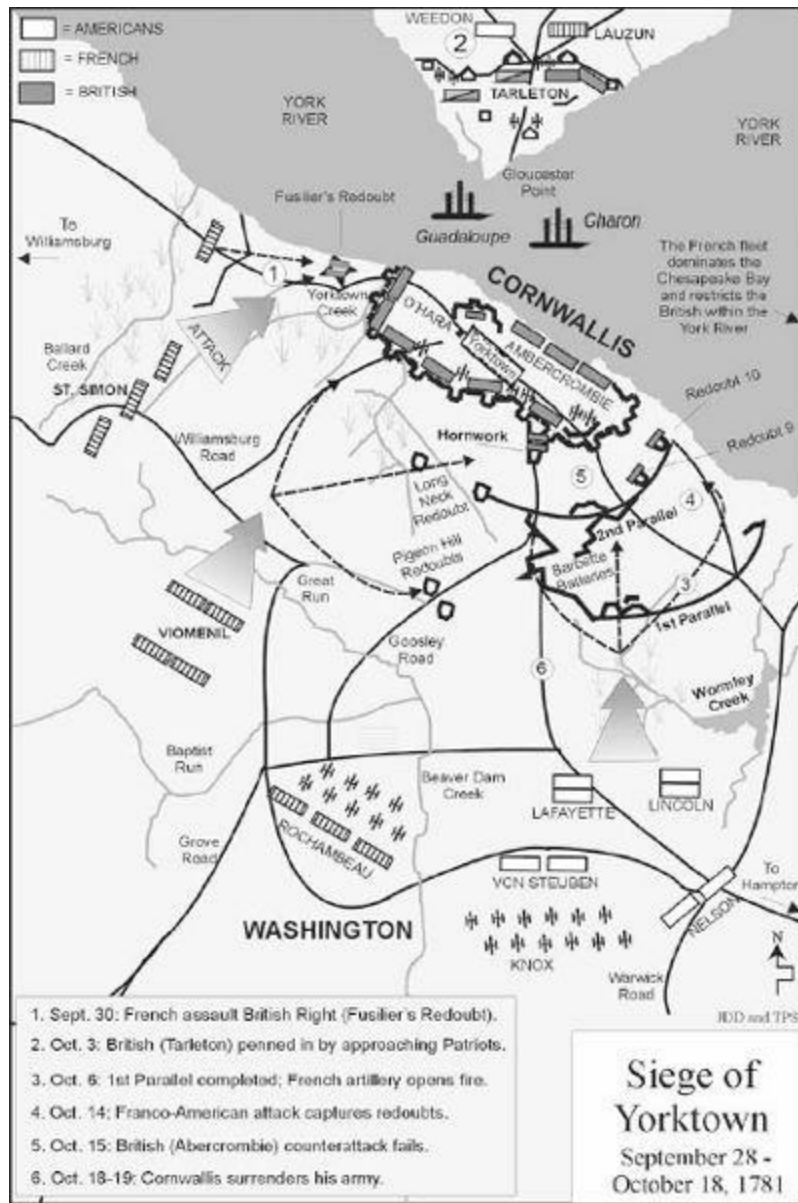 = AMERICANS
= FRENCH
= BRITISH
WEEDON
2
LAUZUN
TARLETON
YORK
RIVER
YORK
RIVER
Gloucester
Point
Fusilier's Redoubt
Guadaloupe
Charon
To
Williamsburg
The French fleet
dominates the
Chesapeake Bay
and restricts the
British within the
York River
1
Yorktown
Creek
CORNWALLIS
O'HARA
Yorktown
AMBERCROMBIE
ATTACK
Ballard
Creek
ST. SIMON
Redoubt 10
Redoubt 9
Williamsburg
Road
Hornwork
5
Long
Neck
Redoubt
4
2nd Parallel
Pigeon Hill
Redoubts
Barbette
Batteries
3
1st Parallel
Great
Run
VIOMENIL
Goosley
Road
6
Wormley
Creek
Baptist
Run
Beaver Dam
Creek
LAFAYETTE
LINCOLN
Grove
Road
ROCHAMBEAU
VON STEUBEN
To
Hampton
NELSON
WASHINGTON
KNOX
Warwick
Road
N
JDD and TPS
1. Sept. 30: French assault British Right (Fusilier's Redoubt).
2. Oct. 3: British (Tarleton) penned in by approaching Patriots.
3. Oct. 6: 1st Parallel completed; French artillery opens fire.
4. Oct. 14: Franco-American attack captures redoubts.
5. Oct. 15: British (Abercrombie) counterattack fails.
6. Oct. 18-19: Cornwallis surrenders his army.
Siege of
Yorktown
September 28 -
October 18, 1781